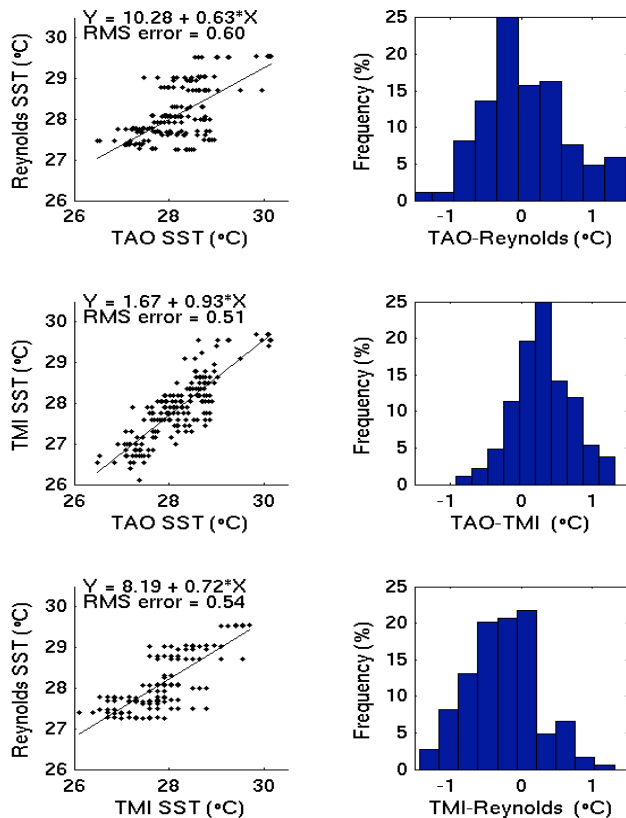 Y = 10.28 + 0.63*X
RMS error = 0.60
Reynolds SST (°C)
30
29
28
27
26
26 28 30
TAO SST (°C)
Frequency (%)
25
20
15
10
5
0
-1 0 1
TAO-Reynolds (°C)
Y = 1.67 + 0.93*X
RMS error = 0.51
TMI SST (°C)
30
29
28
27
26
26 28 30
TAO SST (°C)
Frequency (%)
25
20
15
10
5
0
-1 0 1
TAO-TMI (°C)
Y = 8.19 + 0.72*X
RMS error = 0.54
Reynolds SST (°C)
30
29
28
27
26
26 28 30
TMI SST (°C)
Frequency (%)
25
20
15
10
5
0
-1 0 1
TMI-Reynolds (°C)